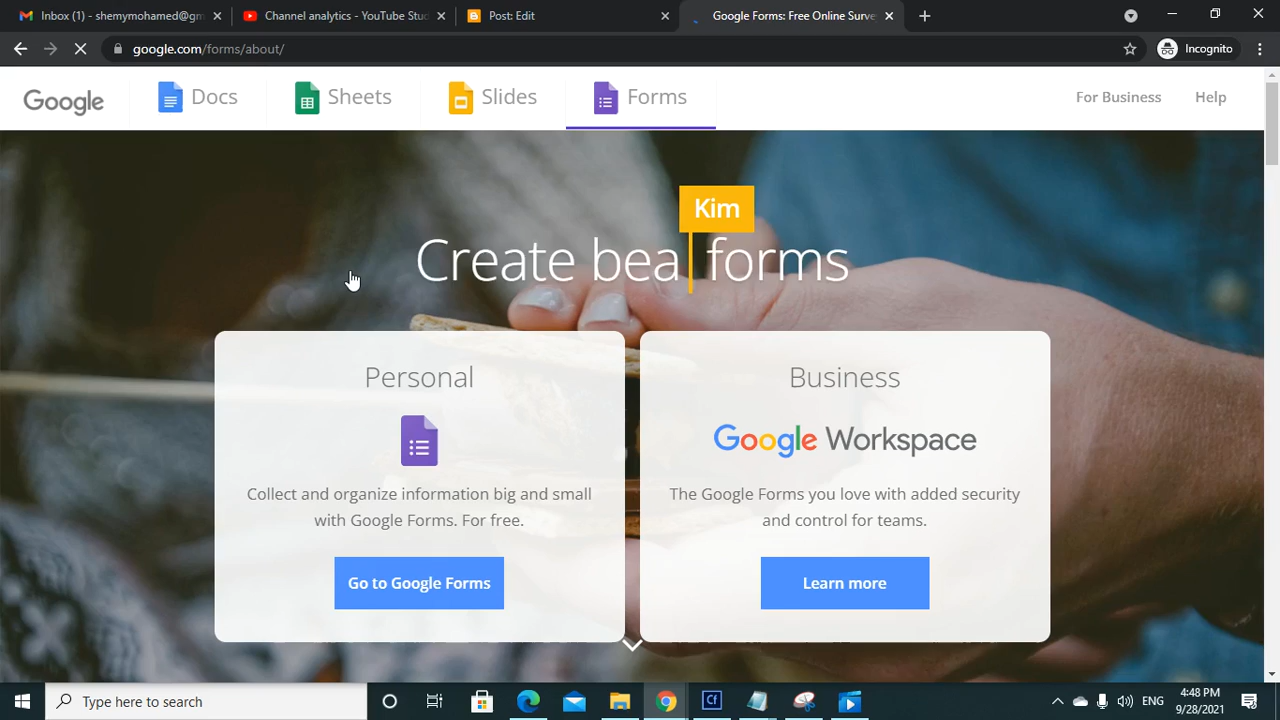 Inbox (1) - shemymohamed@gm
Channel analytics - YouTube Stud
Post: Edit
Google Forms: Free Online Surve
google.com/forms/about/
Incognito
Google
Docs
Sheets
Slides
Forms
For Business
Help
Kim
Create bea forms
Personal
Collect and organize information big and small
with Google Forms. For free.
Go to Google Forms
Business
Google Workspace
The Google Forms you love with added security
and control for teams.
Learn more
Type here to search
Cf
ENG
4:48 PM
9/28/2021